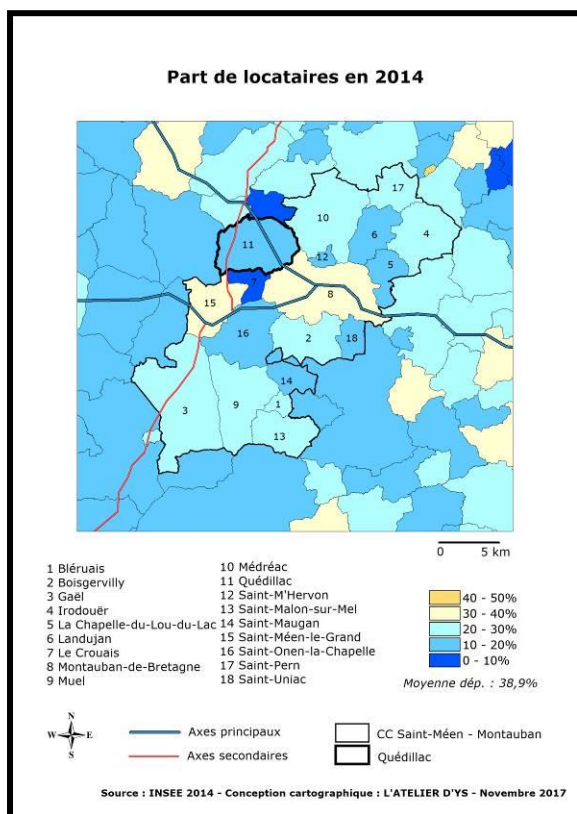 Part de locataires en 2014
17
10
4
6
11
12
5
7
8
15
16
2
18
14
3
9
1
13
0 5 km
1 Bléruais
2 Boisgervilly
3 Gaël
4 Irodouër
5 La Chapelle-du-Lou-du-Lac
6 Landujan
7 Le Crouais
8 Montauban-de-Bretagne
9 Muel
10 Médréac
11 Quédillac
12 Saint-M'Hervon
13 Saint-Malon-sur-Mel
14 Saint-Maugan
15 Saint-Méen-le-Grand
16 Saint-Onen-la-Chapelle
17 Saint-Pern
18 Saint-Uniac
40 - 50%
30 - 40%
20 - 30%
10 - 20%
0 - 10%
Moyenne dép. : 38,9%
N
W E
S
Axes principaux
Axes secondaires
CC Saint-Méen - Montauban
Quédillac
Source : INSEE 2014 - Conception cartographique : L'ATELIER D'YS - Novembre 2017